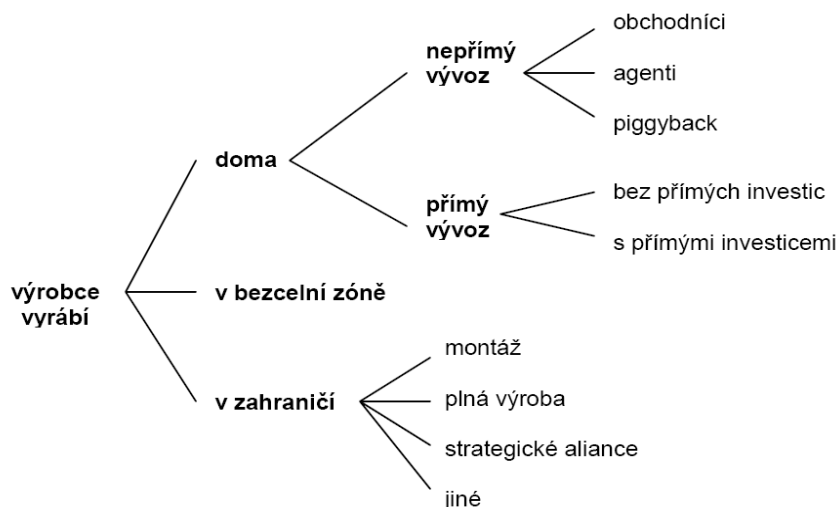 obchodníci
nepřímý
vývoz
agenti
piggyback
doma
bez přímých investic
přímý
vývoz
s přímými investicemi
výrobce
vyrábí
v bezcelní zóně
montáž
v zahraničí
plná výroba
strategické aliance
jiné